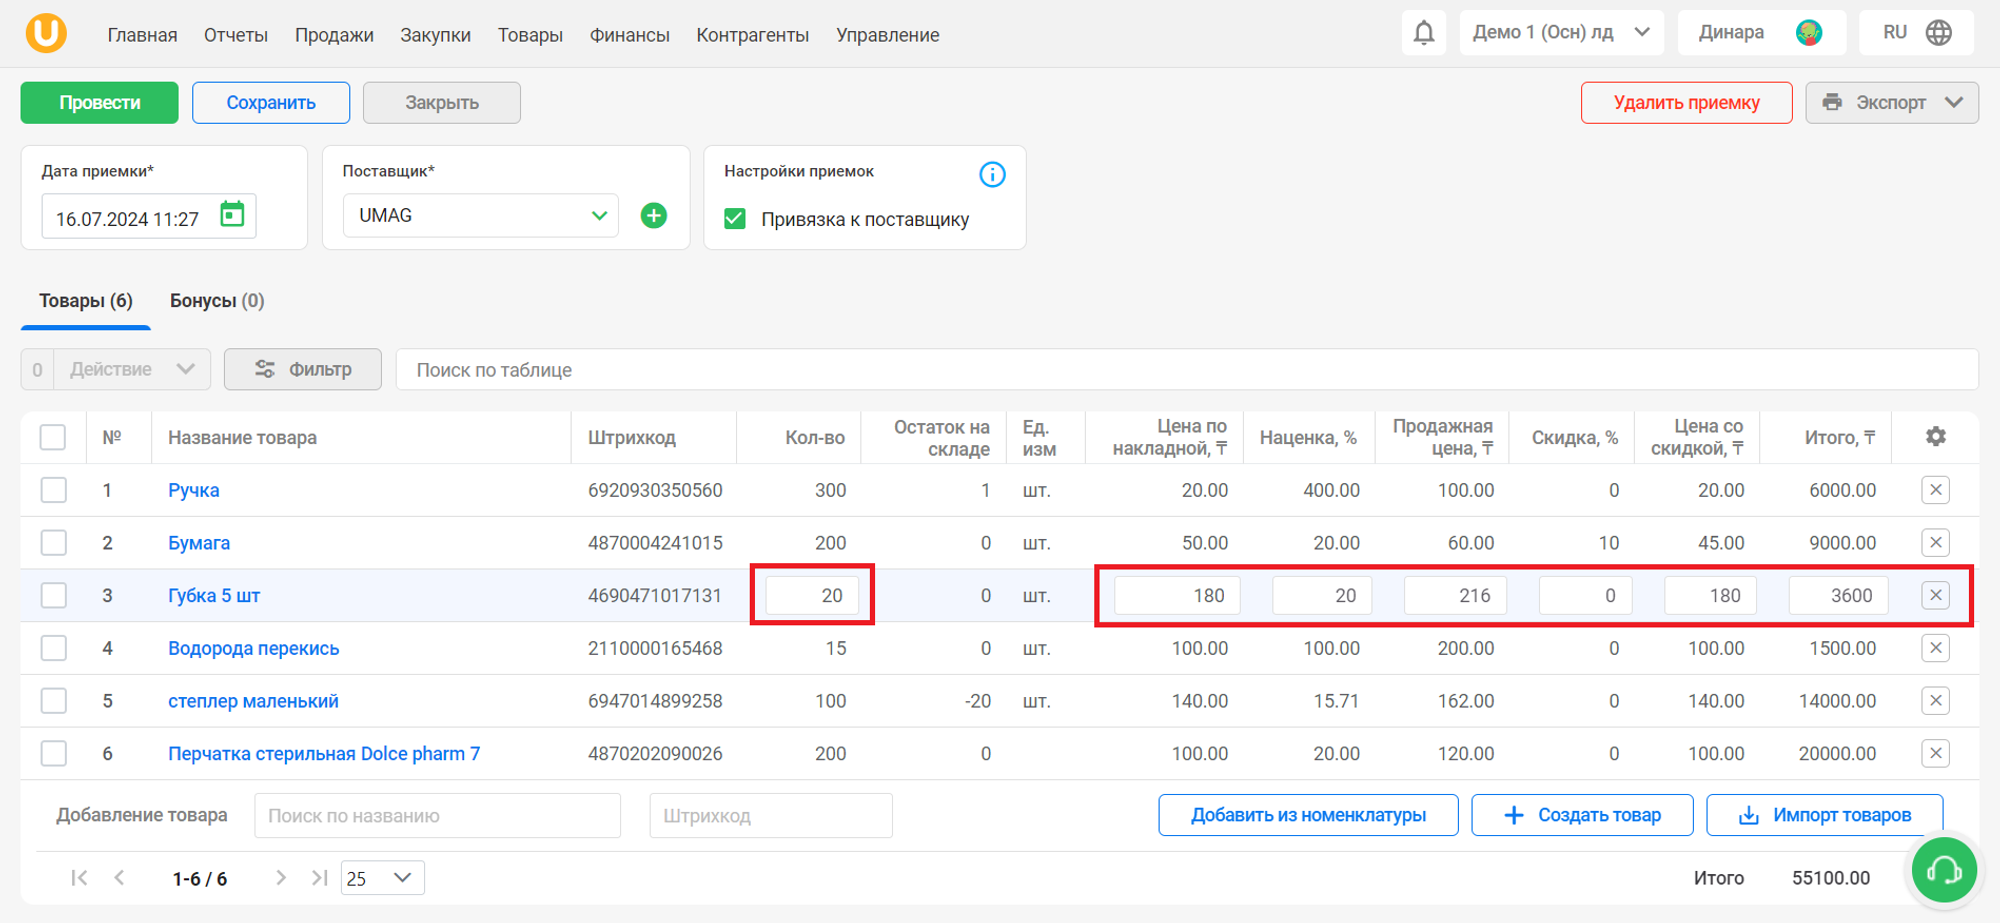 U Главная Отчеты Продажи Закупки Товары Финансы Контрагенты Управление Демо 1 (Осн) лд Динара RU
Провести Сохранить Закрыть Удалить приемку Экспорт
Дата приемки* Поставщик* Настройки приемок
16.07.2024 11:27 UMAG Привязка к поставщику
Товары (6) Бонусы (0)
0 Действие Фильтр Поиск по таблице
№ Название товара Штрихкод Кол-во Остаток на складе Ед. изм Цена по накладной, ₸ Наценка, % Продажная цена, ₸ Скидка, % Цена со скидкой, ₸ Итого, ₸
1 Ручка 6920930350560 300 1 шт. 20.00 400.00 100.00 0 20.00 6000.00
2 Бумага 4870004241015 200 0 шт. 50.00 20.00 60.00 10 45.00 9000.00
3 Губка 5 шт 4690471017131 20 0 шт. 180 20 216 0 180 3600
4 Водорода перекись 2110000165468 15 0 шт. 100.00 100.00 200.00 0 100.00 1500.00
5 степлер маленький 6947014899258 100 -20 шт. 140.00 15.71 162.00 0 140.00 14000.00
6 Перчатка стерильная Dolce pharm 7 4870202090026 200 0 100.00 20.00 120.00 0 100.00 20000.00
Добавление товара Поиск по названию Штрихкод Добавить из номенклатуры Создать товар Импорт товаров
1-6 / 6 25 Итого 55100.00